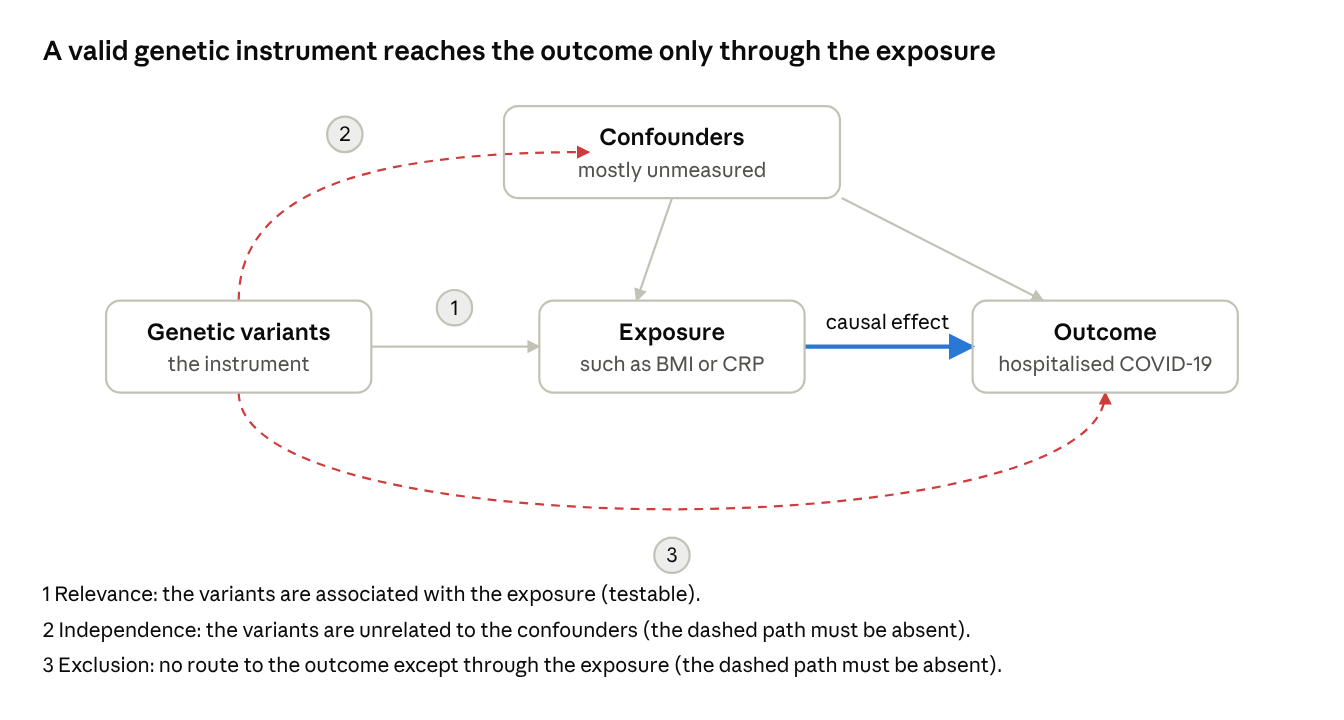 A valid genetic instrument reaches the outcome only through the exposure
2
Confounders
mostly unmeasured
1
Genetic variants
the instrument
Exposure
such as BMI or CRP
causal effect
Outcome
hospitalised COVID-19
3
1 Relevance: the variants are associated with the exposure (testable).
2 Independence: the variants are unrelated to the confounders (the dashed path must be absent).
3 Exclusion: no route to the outcome except through the exposure (the dashed path must be absent).